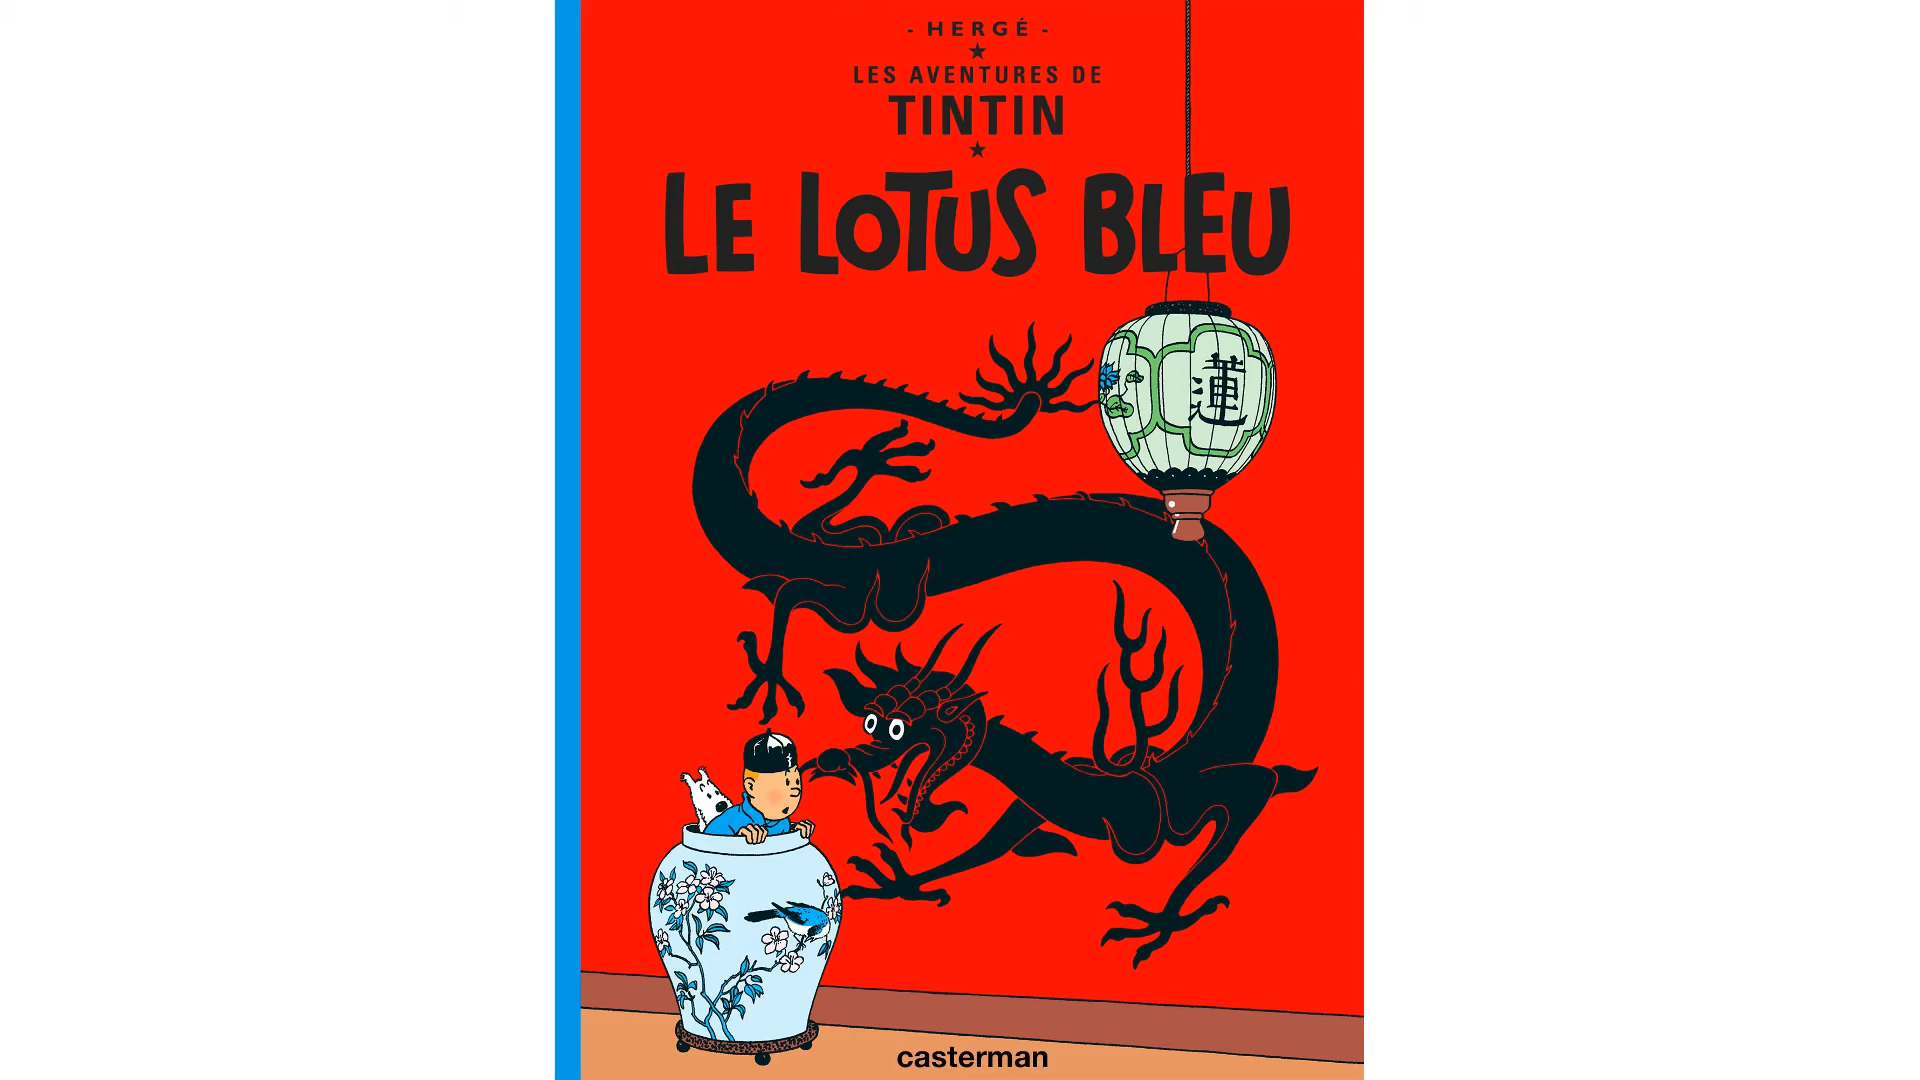 - HERGÉ -
LES AVENTURES DE
TINTIN
LE LOTUS BLEU
蓮
casterman